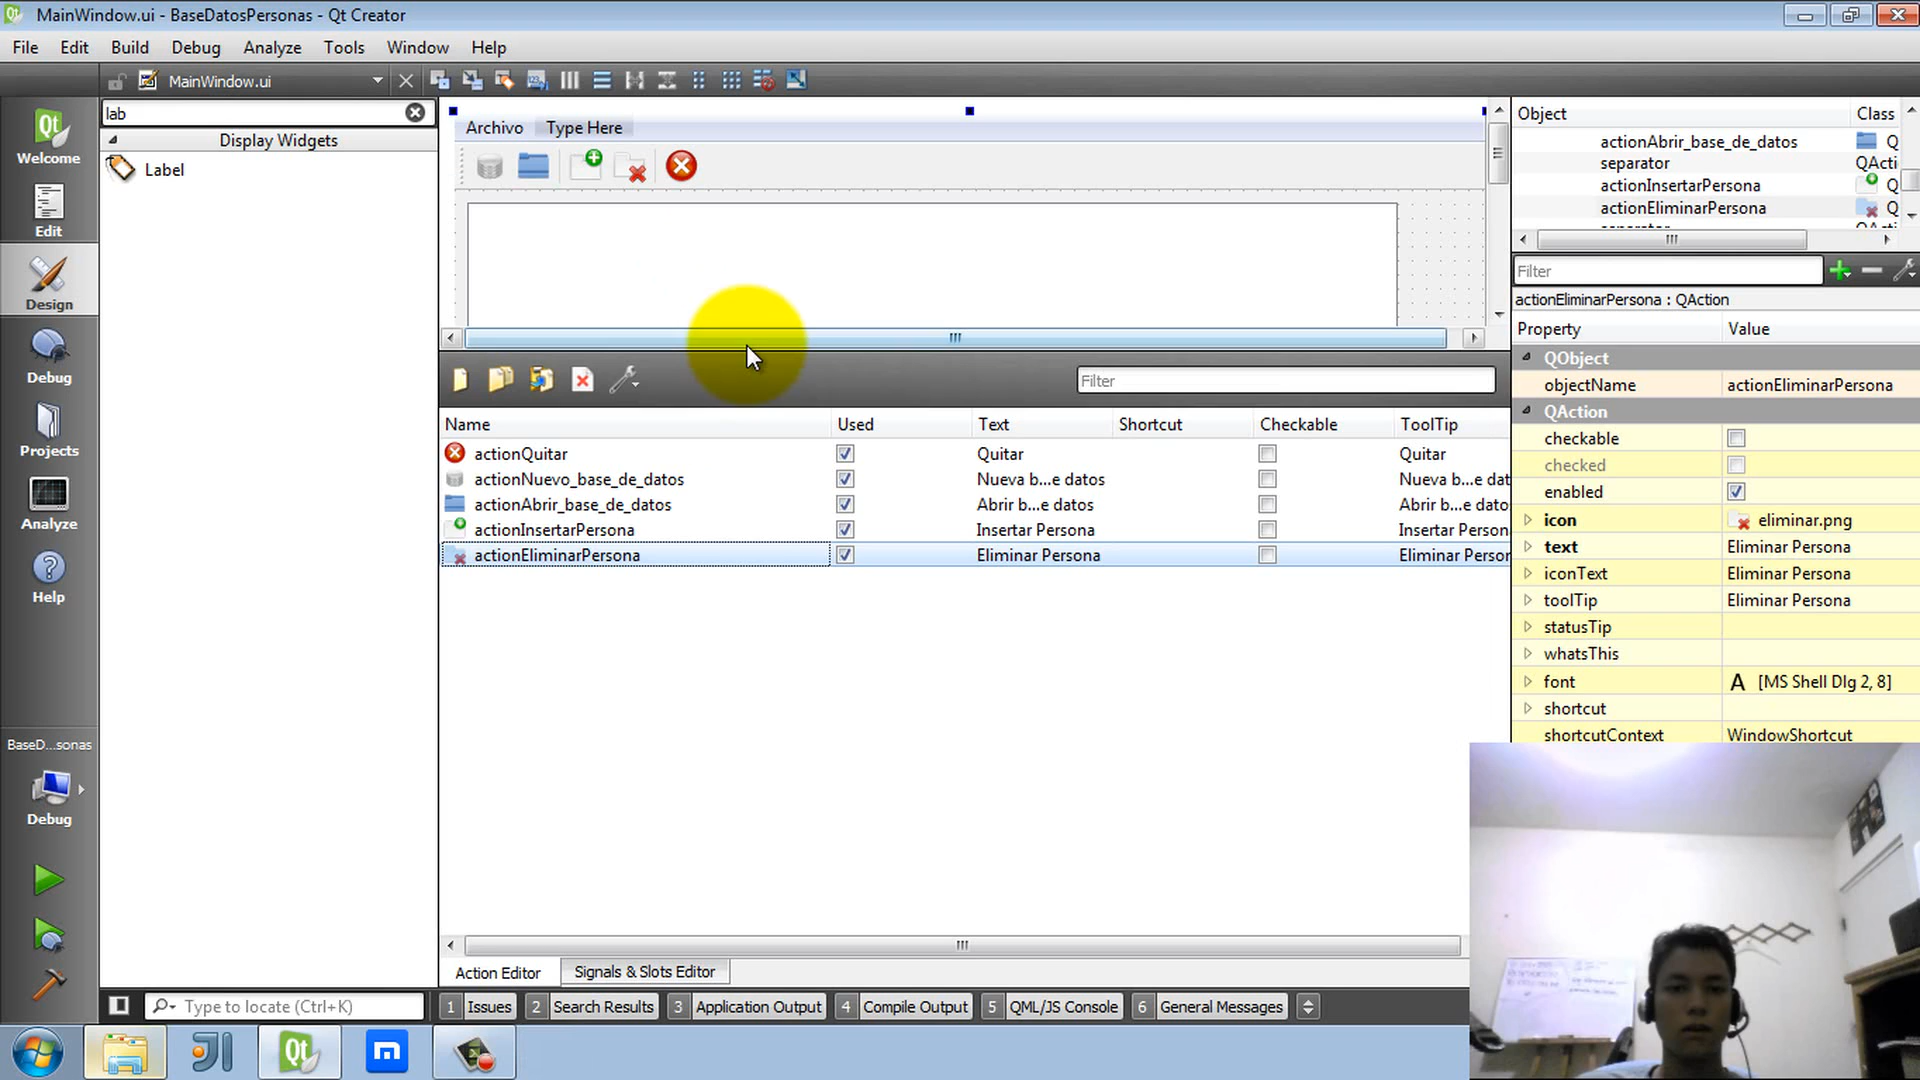 MainWindow.ui - BaseDatosPersonas - Qt Creator
File Edit Build Debug Analyze Tools Window Help
MainWindow.ui
lab
Display Widgets
Label
Welcome
Edit
Design
Debug
Projects
Analyze
Help
BaseD...sonas
Debug
Archivo Type Here
Filter
Name Used Text Shortcut Checkable ToolTip
actionQuitar Quitar Quitar
actionNuevo_base_de_datos Nueva b...e datos Nueva b...e dat
actionAbrir_base_de_datos Abrir b...e datos Abrir b...e dato
actionInsertarPersona Insertar Persona Insertar Person
actionEliminarPersona Eliminar Persona Eliminar Person
Action Editor Signals & Slots Editor
Object Class
actionAbrir_base_de_datos Q
separator QActi
actionInsertarPersona Q
actionEliminarPersona Q
Filter
actionEliminarPersona : QAction
Property Value
QObject
objectName actionEliminarPersona
QAction
checkable
checked
enabled
icon eliminar.png
text Eliminar Persona
iconText Eliminar Persona
toolTip Eliminar Persona
statusTip
whatsThis
font A [MS Shell Dlg 2, 8]
shortcut
shortcutContext WindowShortcut
Type to locate (Ctrl+K) 1 Issues 2 Search Results 3 Application Output 4 Compile Output 5 QML/JS Console 6 General Messages